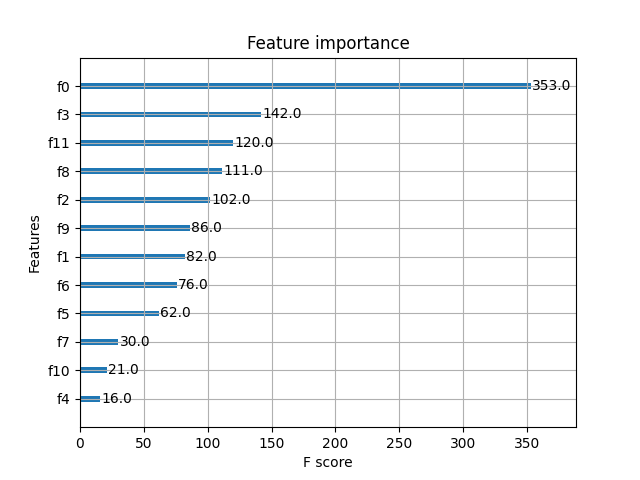 Feature importance
f0 353.0
f3 142.0
f11 120.0
f8 111.0
f2 102.0
f9 86.0
f1 82.0
f6 76.0
f5 62.0
f7 30.0
f10 21.0
f4 16.0
Features
0 50 100 150 200 250 300 350
F score